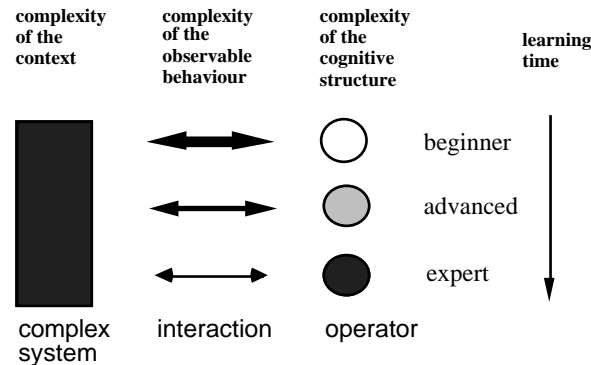 complexity
of the
context
complexity
of the
observable
behaviour
complexity
of the
cognitive
structure
learning
time
beginner
advanced
expert
complex
system
interaction
operator